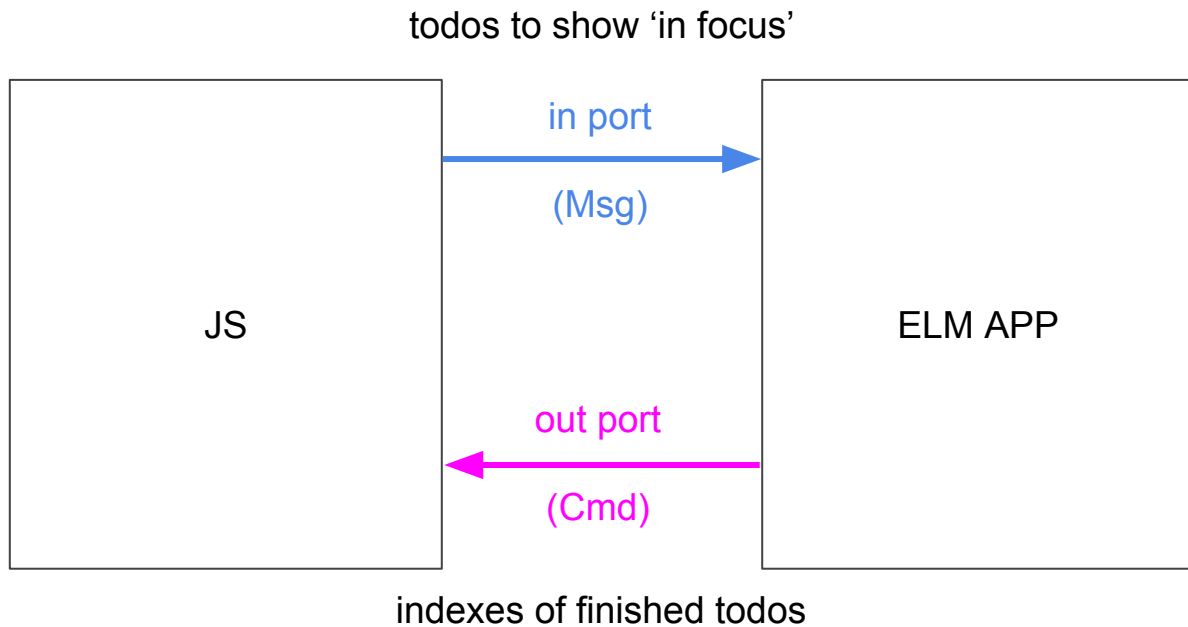 todos to show ‘in focus’
in port
(Msg)
JS
ELM APP
out port
(Cmd)
indexes of finished todos